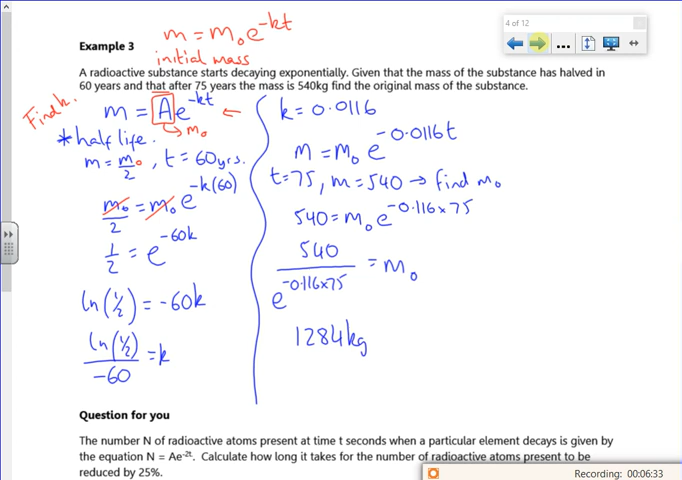 4 of 12
Example 3
m = m₀e^-kt
initial mass
A radioactive substance starts decaying exponentially. Given that the mass of the substance has halved in
60 years and that after 75 years the mass is 540kg find the original mass of the substance.
Find k.
m = Ae^-kt ←
→ m₀
*half life.
m = m₀/2 , t = 60yrs.
m₀/2 = m₀ e^-k(60)
1/2 = e^-60k
ln(1/2) = -60k
ln(1/2)/-60 = k
k = 0.0116
m = m₀ e^-0.0116t
t = 75, m = 540 → find m₀
540 = m₀ e^-0.116×75
540/e^-0.116×75 = m₀
1284kg
Question for you
The number N of radioactive atoms present at time t seconds when a particular element decays is given by
the equation N = Ae^-2t. Calculate how long it takes for the number of radioactive atoms present to be
reduced by 25%.
Recording: 00:06:33